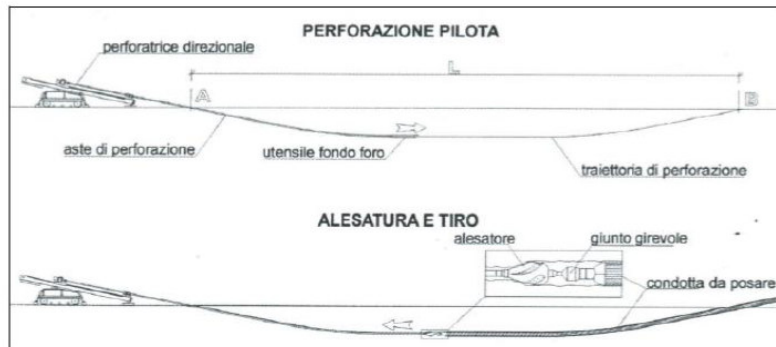 PERFORAZIONE PILOTA
perforatrice direzionale
L
A
B
aste di perforazione
utensile fondo foro
traiettoria di perforazione
ALESATURA E TIRO
alesatore
giunto girevole
condotta da posare